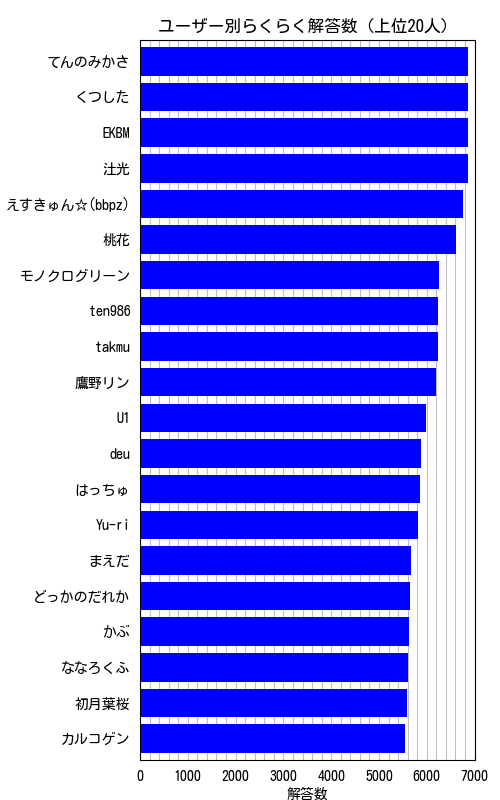 ユーザー別らくらく解答数 (上位20人)
てんのみかさ
くつした
EKBM
汢光
えすきゅん☆(bbpz)
桃花
モノクログリーン
ten986
takmu
鷹野リン
U1
deu
はっちゅ
Yu-ri
まえだ
どっかのだれか
かぶ
ななろくふ
初月葉桜
カルコゲン
0 1000 2000 3000 4000 5000 6000 7000
解答数